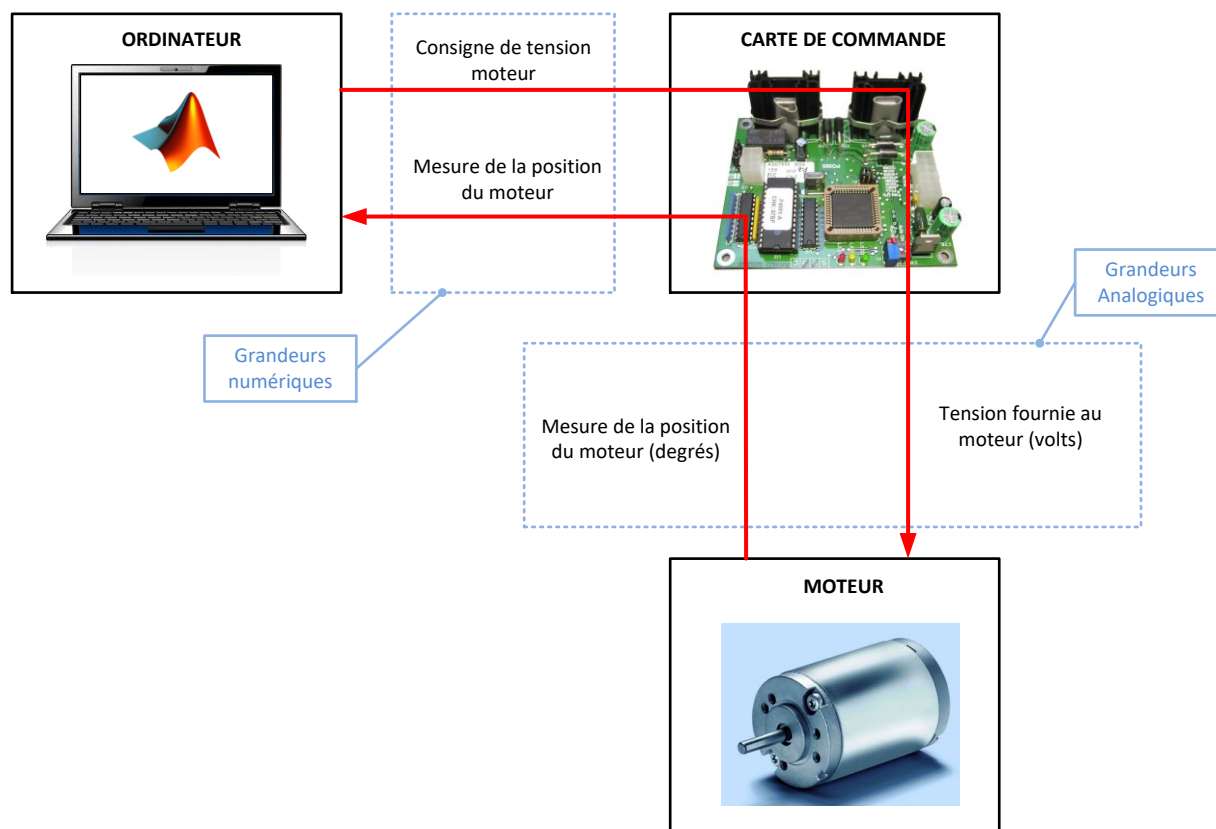 ORDINATEUR
Consigne de tension
moteur
CARTE DE COMMANDE
Mesure de la position
du moteur
Grandeurs
Analogiques
Grandeurs
numériques
Mesure de la position
du moteur (degrés)
Tension fournie au
moteur (volts)
MOTEUR